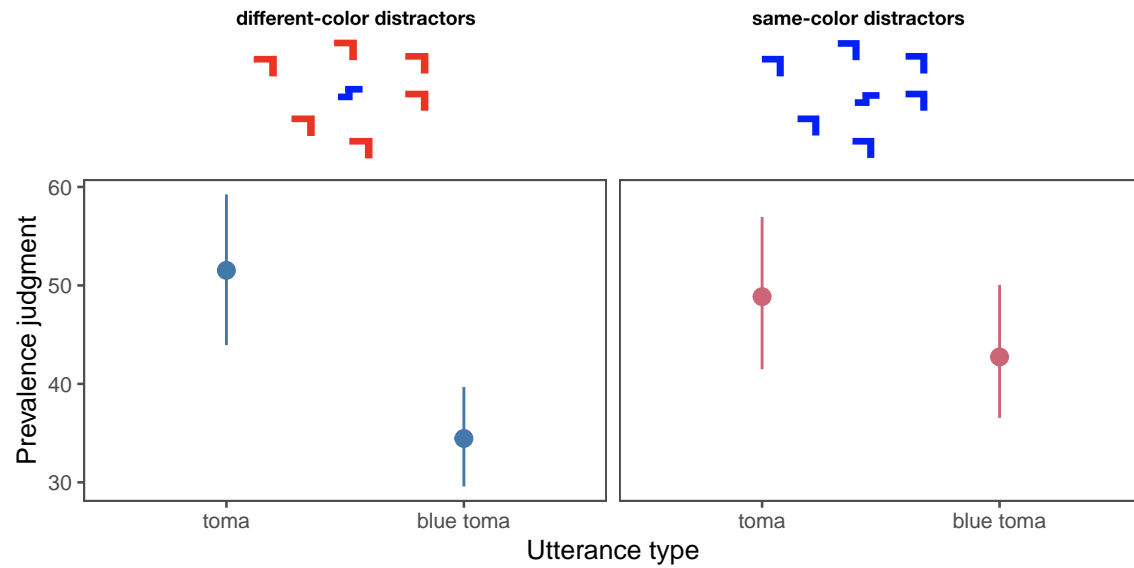 different-color distractors
same-color distractors
Prevalence judgment
60
50
40
30
toma
blue toma
toma
blue toma
Utterance type